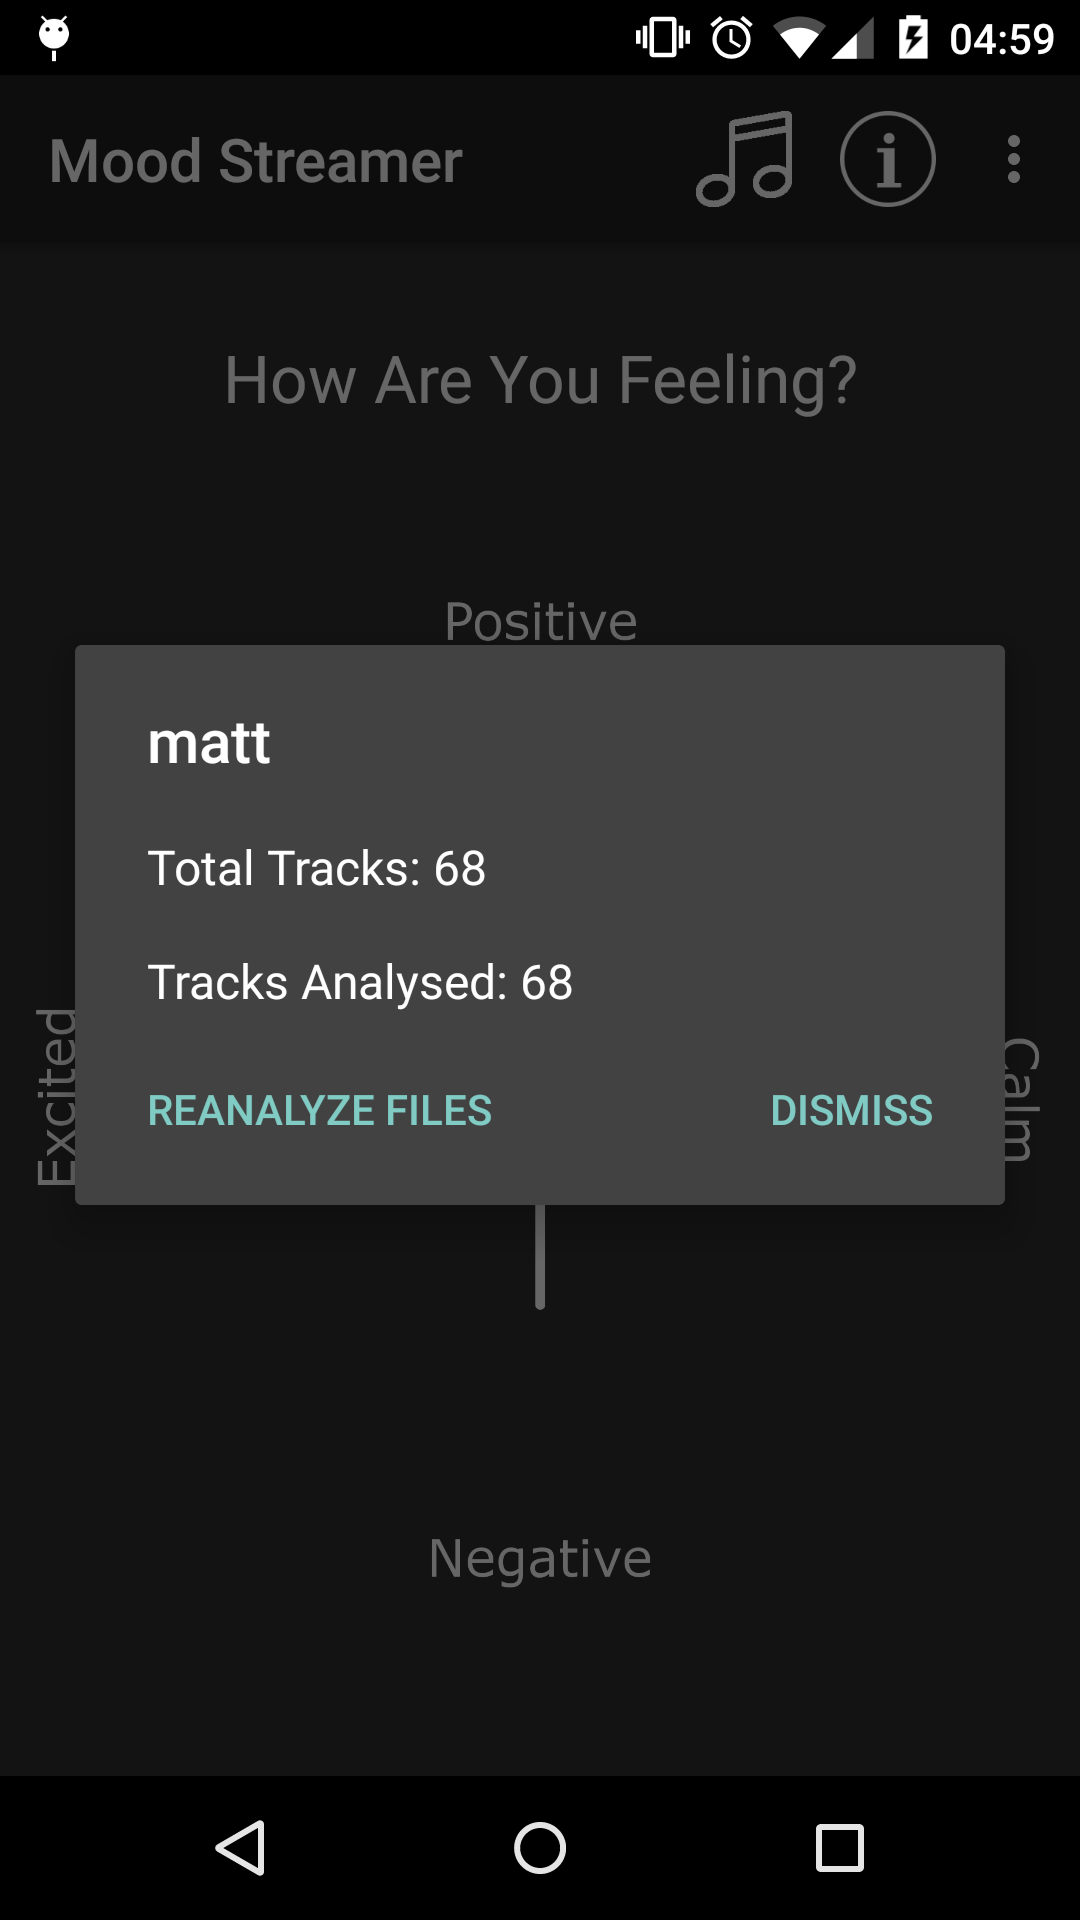 04:59
Mood Streamer
How Are You Feeling?
Positive
matt
Total Tracks: 68
Tracks Analysed: 68
Excited
Calm
REANALYZE FILES
DISMISS
Negative